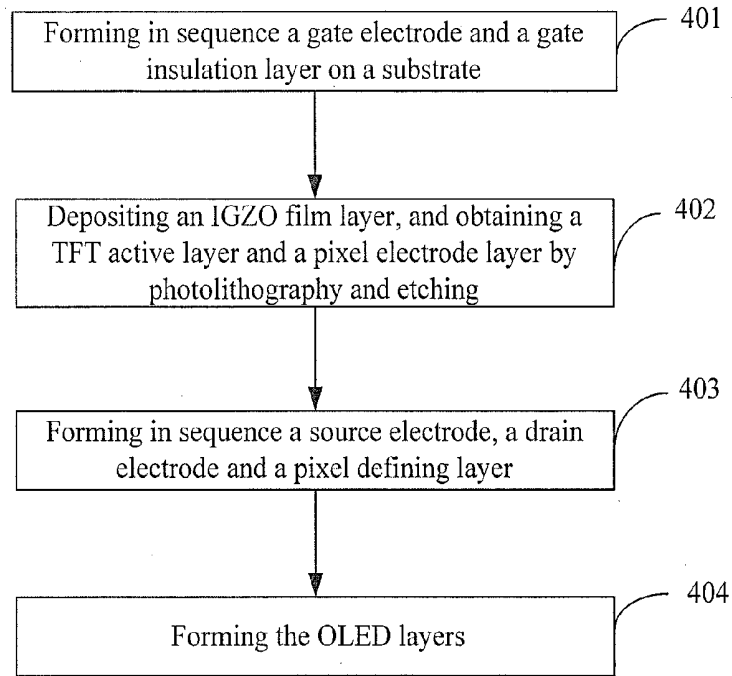 Forming in sequence a gate electrode and a gate
insulation layer on a substrate
401
Depositing an IGZO film layer, and obtaining a
TFT active layer and a pixel electrode layer by
photolithography and etching
402
Forming in sequence a source electrode, a drain
electrode and a pixel defining layer
403
Forming the OLED layers
404